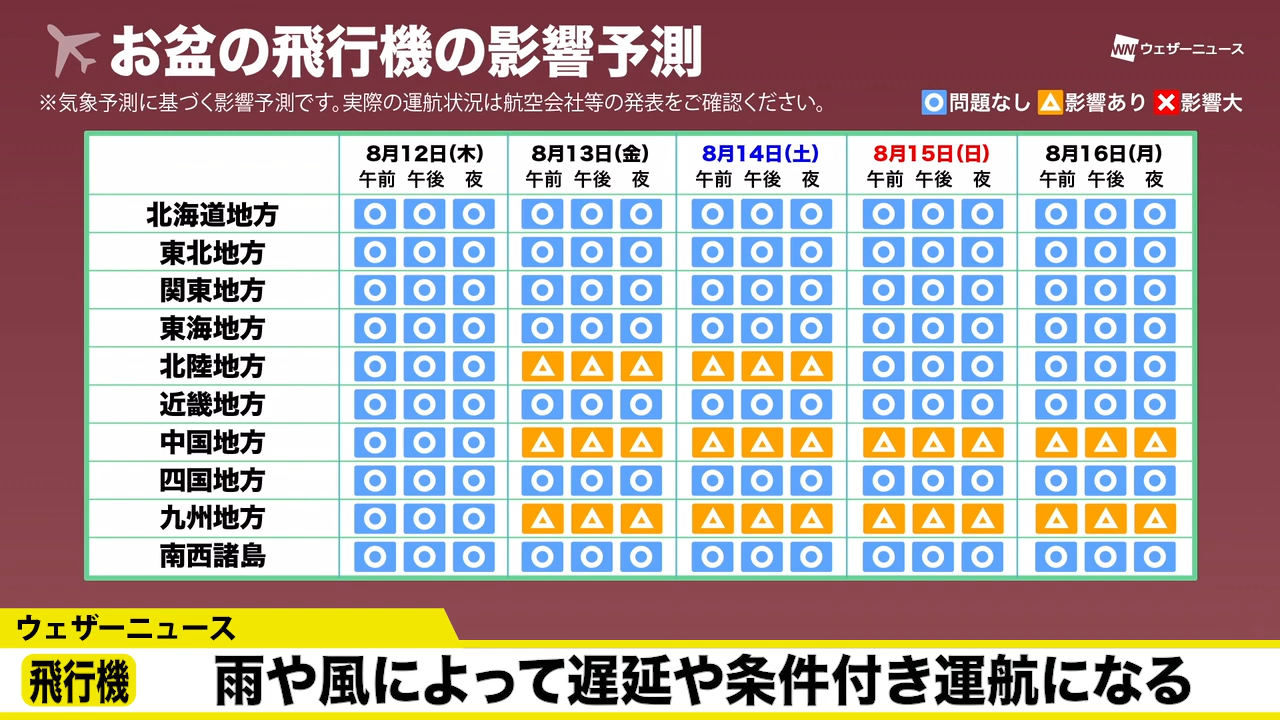 お盆の飛行機の影響予測
WN ウェザーニュース
※気象予測に基づく影響予測です。実際の運航状況は航空会社等の発表をご確認ください。
問題なし 影響あり 影響大
8月12日(木) 8月13日(金) 8月14日(土) 8月15日(日) 8月16日(月)
午前 午後 夜 午前 午後 夜 午前 午後 夜 午前 午後 夜 午前 午後 夜
北海道地方
東北地方
関東地方
東海地方
北陸地方
近畿地方
中国地方
四国地方
九州地方
南西諸島
ウェザーニュース
飛行機 雨や風によって遅延や条件付き運航になる